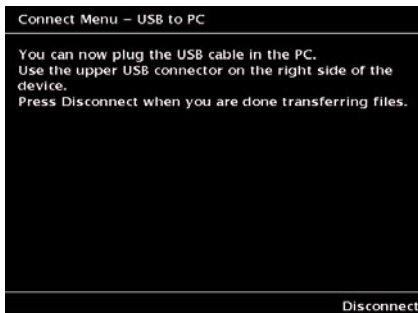 Connect Menu – USB to PC
You can now plug the USB cable in the PC.
Use the upper USB connector on the right side of the
device.
Press Disconnect when you are done transferring files.
Disconnect